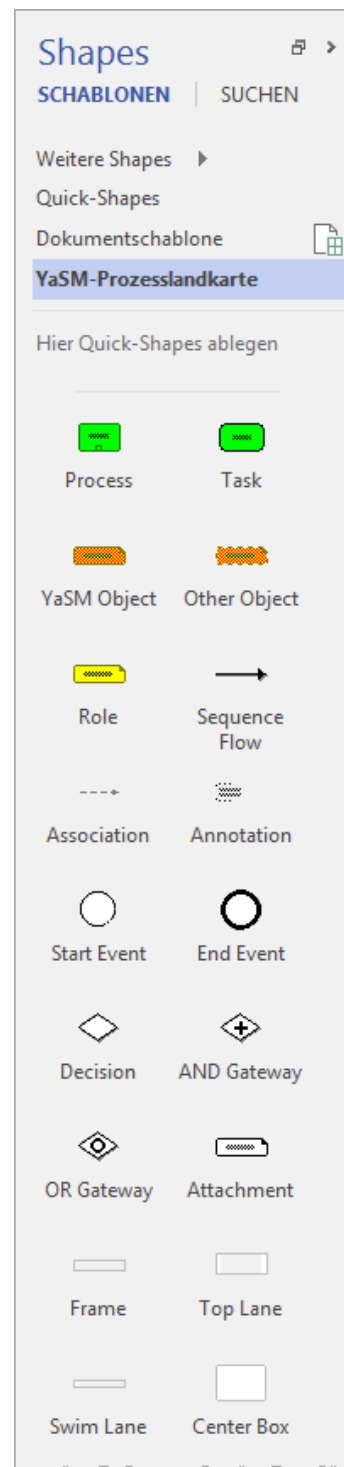 Shapes
SCHABLONEN | SUCHEN
Weitere Shapes
Quick-Shapes
Dokumentschablone
YaSM-Prozesslandkarte
Hier Quick-Shapes ablegen
Process Task
YaSM Object Other Object
Role Sequence
Flow
Association Annotation
Start Event End Event
Decision AND Gateway
OR Gateway Attachment
Frame Top Lane
Swim Lane Center Box